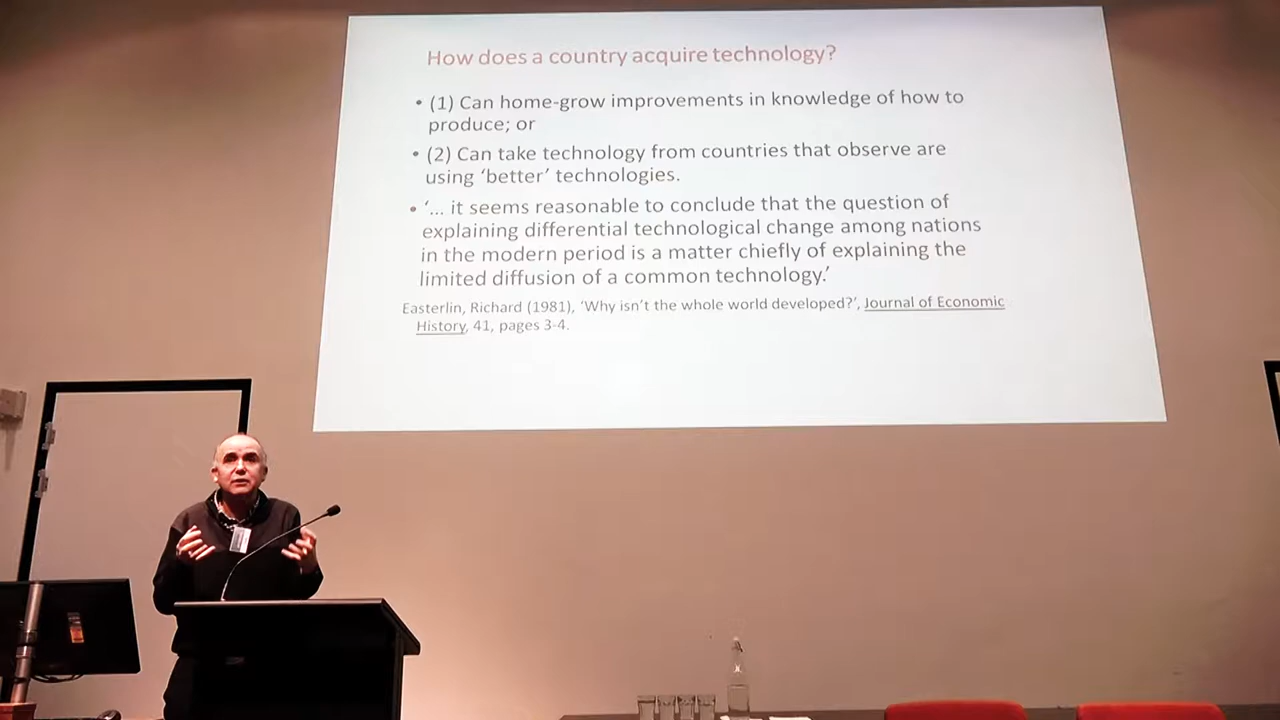 How does a country acquire technology?
• (1) Can home-grow improvements in knowledge of how to
produce; or
• (2) Can take technology from countries that observe are
using ‘better’ technologies.
• ‘... it seems reasonable to conclude that the question of
explaining differential technological change among nations
in the modern period is a matter chiefly of explaining the
limited diffusion of a common technology.’
Easterlin, Richard (1981), ‘Why isn’t the whole world developed?’, Journal of Economic
History, 41, pages 3-4.